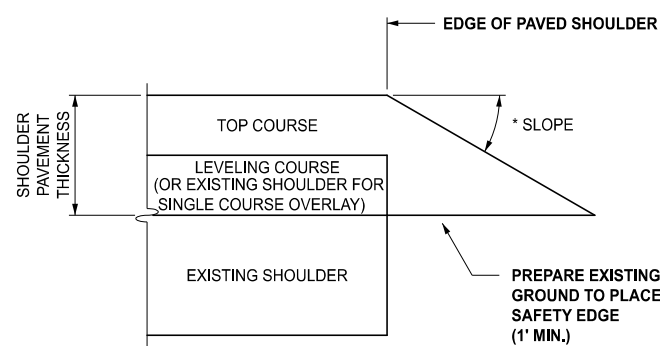 EDGE OF PAVED SHOULDER
SHOULDER
PAVEMENT
THICKNESS
TOP COURSE
* SLOPE
LEVELING COURSE
(OR EXISTING SHOULDER FOR
SINGLE COURSE OVERLAY)
EXISTING SHOULDER
PREPARE EXISTING
GROUND TO PLACE
SAFETY EDGE
(1' MIN.)